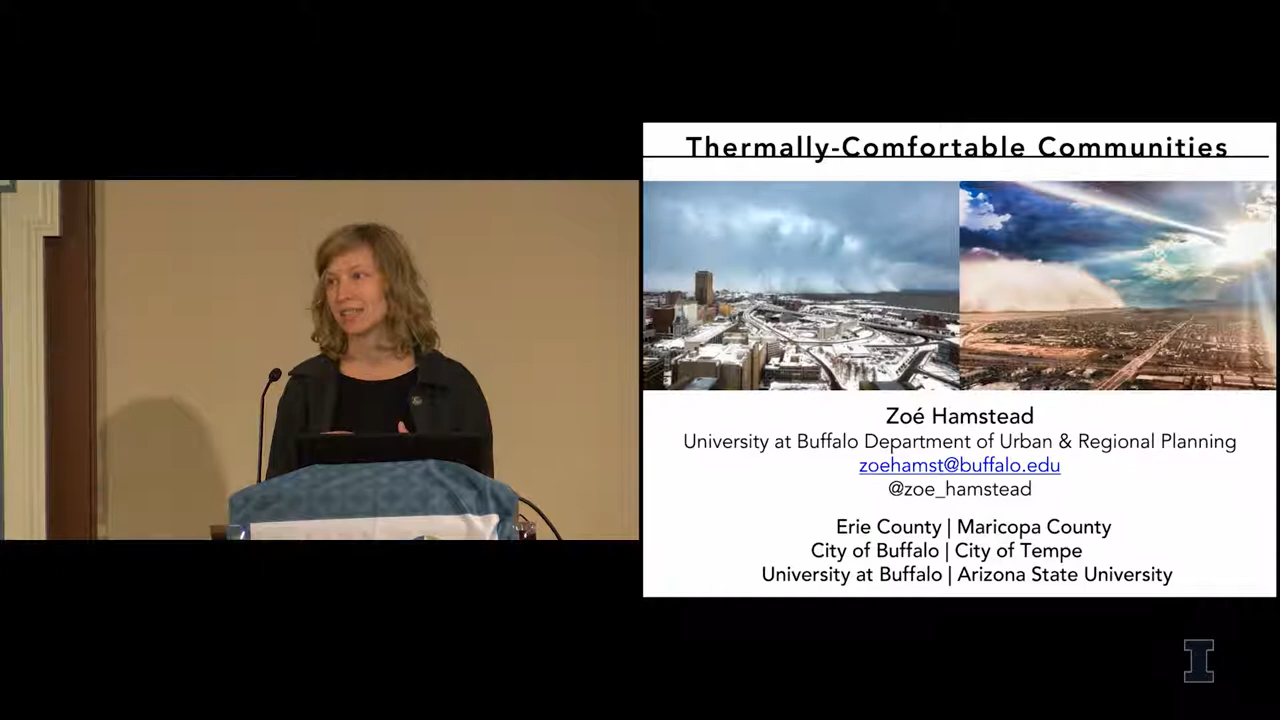 Thermally-Comfortable Communities
Zoé Hamstead
University at Buffalo Department of Urban & Regional Planning
zoehamst@buffalo.edu
@zoe_hamstead
Erie County | Maricopa County
City of Buffalo | City of Tempe
University at Buffalo | Arizona State University
I